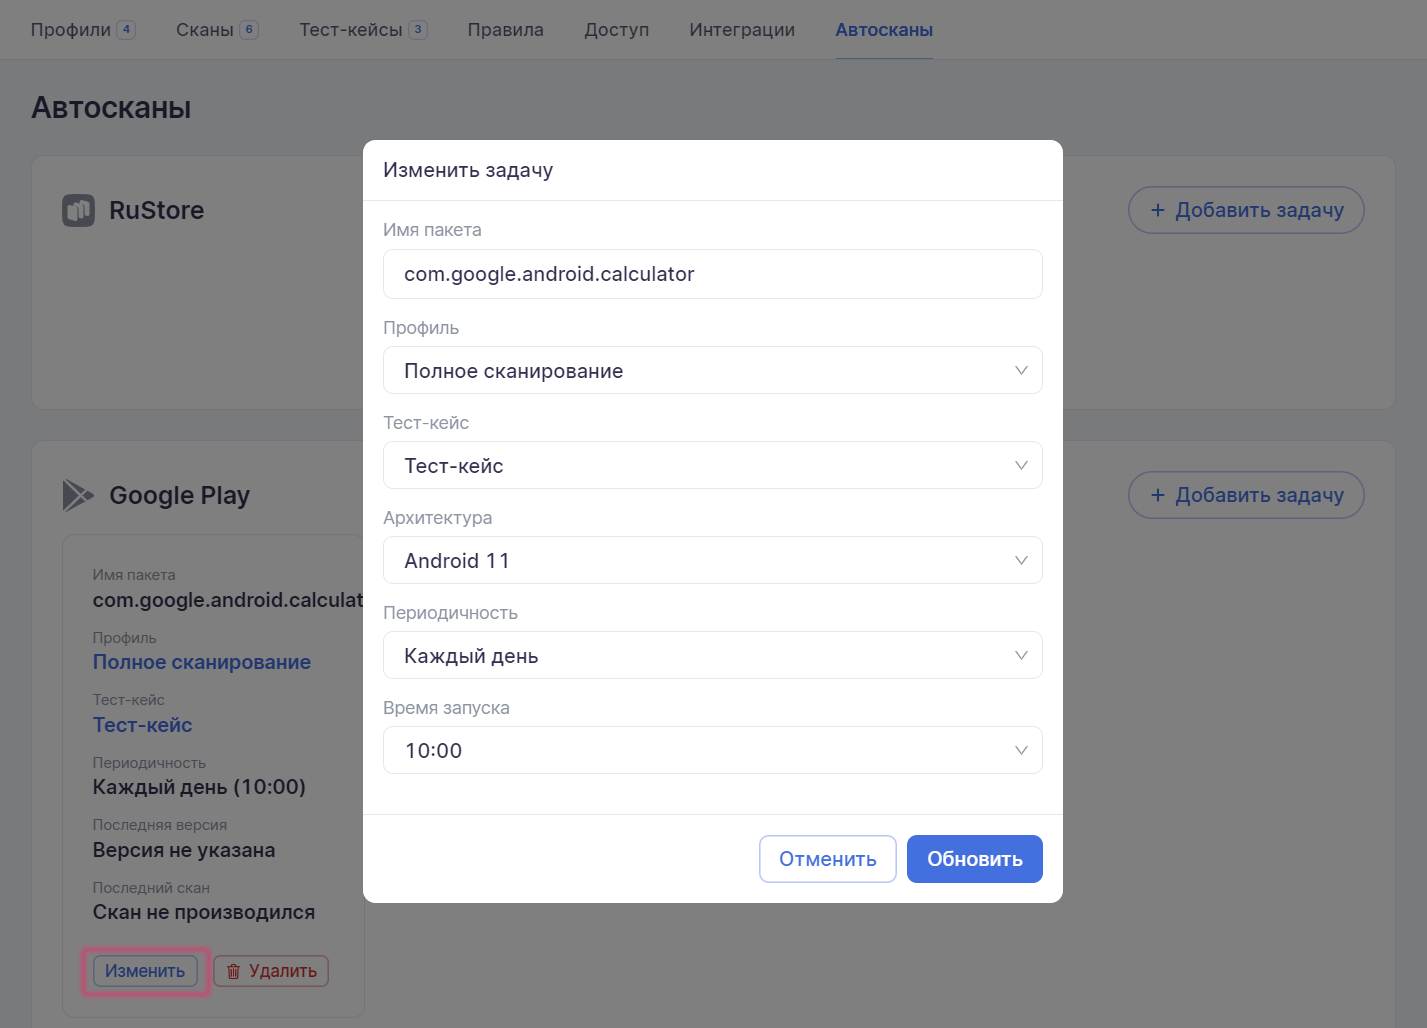 Профили 4 Сканы 6 Тест-кейсы 3 Правила Доступ Интеграции Автосканы
Автосканы
RuStore
+ Добавить задачу
Google Play
+ Добавить задачу
Имя пакета
com.google.android.calculat
Профиль
Полное сканирование
Тест-кейс
Тест-кейс
Периодичность
Каждый день (10:00)
Последняя версия
Версия не указана
Последний скан
Скан не производился
Изменить Удалить
Изменить задачу
Имя пакета
com.google.android.calculator
Профиль
Полное сканирование
Тест-кейс
Тест-кейс
Архитектура
Android 11
Периодичность
Каждый день
Время запуска
10:00
Отменить Обновить